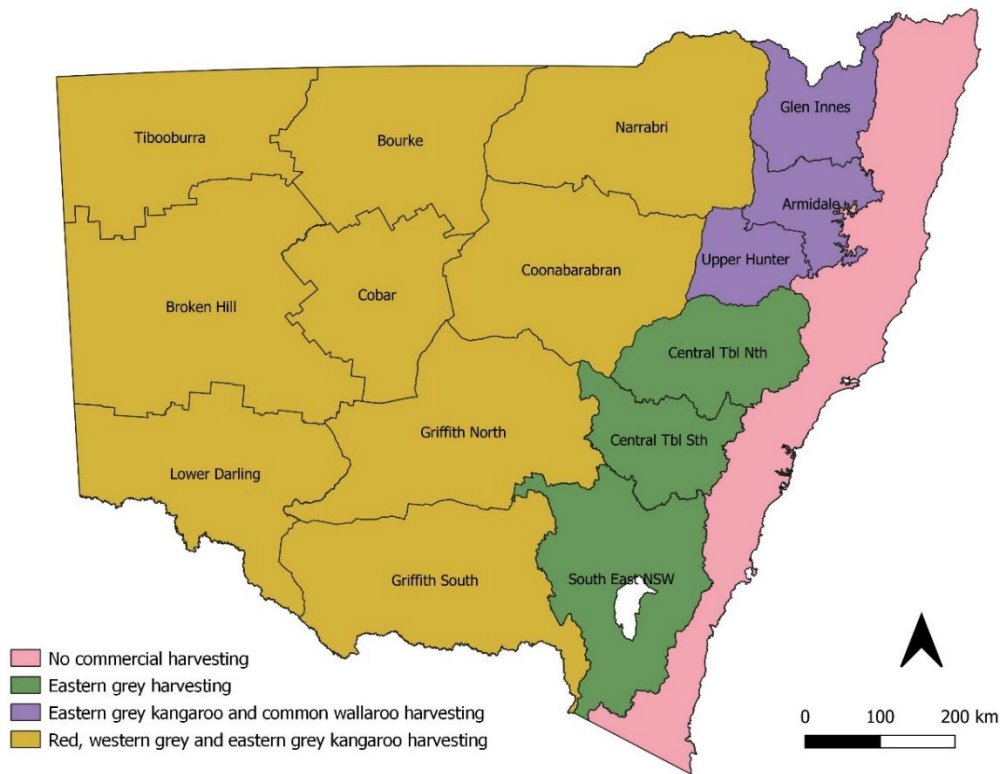 Glen Innes
Tibooburra
Bourke
Narrabri
Armidale
Upper Hunter
Coonabarabran
Broken Hill
Cobar
Central Tbl Nth
Griffith North
Central Tbl Sth
Lower Darling
Griffith South
South East NSW
No commercial harvesting
Eastern grey harvesting
Eastern grey kangaroo and common wallaroo harvesting
Red, western grey and eastern grey kangaroo harvesting
0 100 200 km